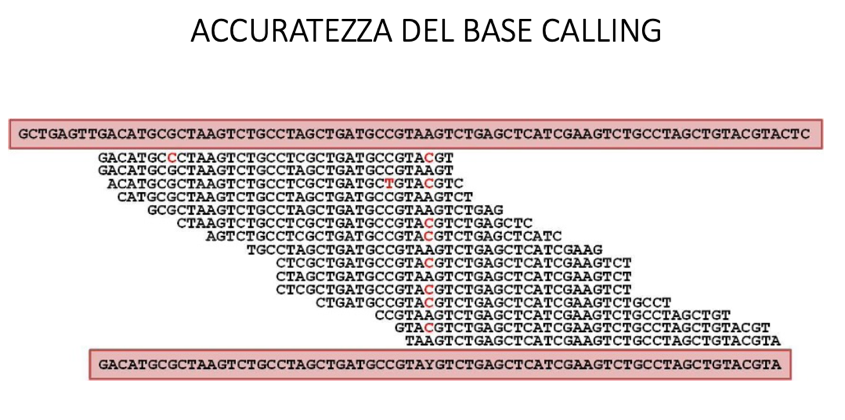 ACCURATEZZA DEL BASE CALLING
GCTGAGTTGACATGCGCTAAGTCTGCCTAGCTGATGCCGTAAGTCTGAGCTCATCGAAGTCTGCCTAGCTGTACGTACTC
GACATGCCCTAAGTCTGCCTCGCTGATGCCGTACGT
GACATGCGCTAAGTCTGCCTAGCTGATGCCGTAAGT
ACATGCGCTAAGTCTGCCTCGCTGATGCTGTACGTC
CATGCGCTAAGTCTGCCTAGCTGATGCCGTAAGTCT
GCGCTAAGTCTGCCTAGCTGATGCCGTAAGTCTGAG
CTAAGTCTGCCTCGCTGATGCCGTACGTCTGAGCTC
AGTCTGCCTCGCTGATGCCGTACGTCTGAGCTCATC
TGCCTAGCTGATGCCGTAAGTCTGAGCTCATCGAAG
CTCGCTGATGCCGTACGTCTGAGCTCATCGAAGTCT
CTAGCTGATGCCGTAAGTCTGAGCTCATCGAAGTCT
CTCGCTGATGCCGTACGTCTGAGCTCATCGAAGTCT
CTGATGCCGTACGTCTGAGCTCATCGAAGTCTGCCT
CCGTAAGTCTGAGCTCATCGAAGTCTGCCTAGCTGT
GTACGTCTGAGCTCATCGAAGTCTGCCTAGCTGTACGT
TAAGTCTGAGCTCATCGAAGTCTGCCTAGCTGTACGTA
GACATGCGCTAAGTCTGCCTAGCTGATGCCGTAYGTCTGAGCTCATCGAAGTCTGCCTAGCTGTACGTA